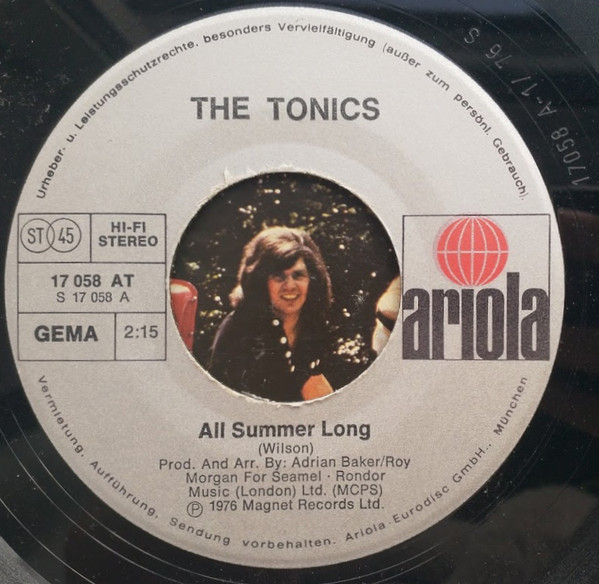 Urheber- u. Leistungsschutzrechte, besonders Vervielfältigung (außer zum persönl. Gebrauch),
17058 A-1/ 76 S
THE TONICS
ST 45
HI-FI
STEREO
17 058 AT
S 17 058 A
GEMA
2:15
ariola
All Summer Long
(Wilson)
Prod. And Arr. By: Adrian Baker/Roy
Morgan For Seamel · Rondor
Music (London) Ltd. (MCPS)
Ⓟ 1976 Magnet Records Ltd.
Vermietung, Aufführung, Sendung vorbehalten. Ariola-Eurodisc GmbH., München